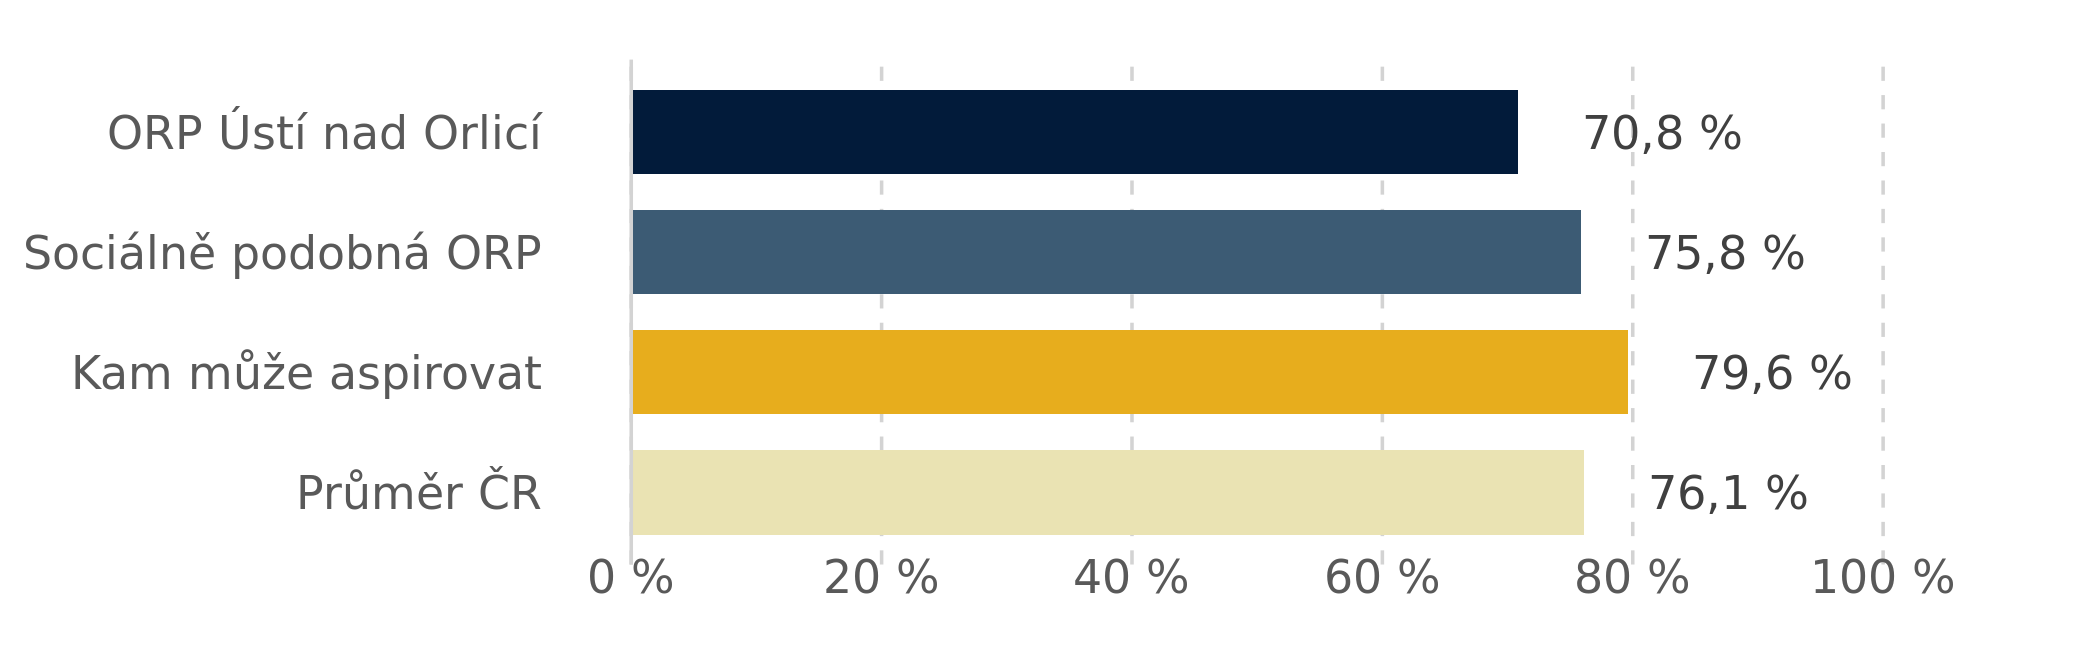 ORP Ústí nad Orlicí
70,8 %
Sociálně podobná ORP
75,8 %
Kam může aspirovat
79,6 %
Průměr ČR
76,1 %
0 % 20 % 40 % 60 % 80 % 100 %